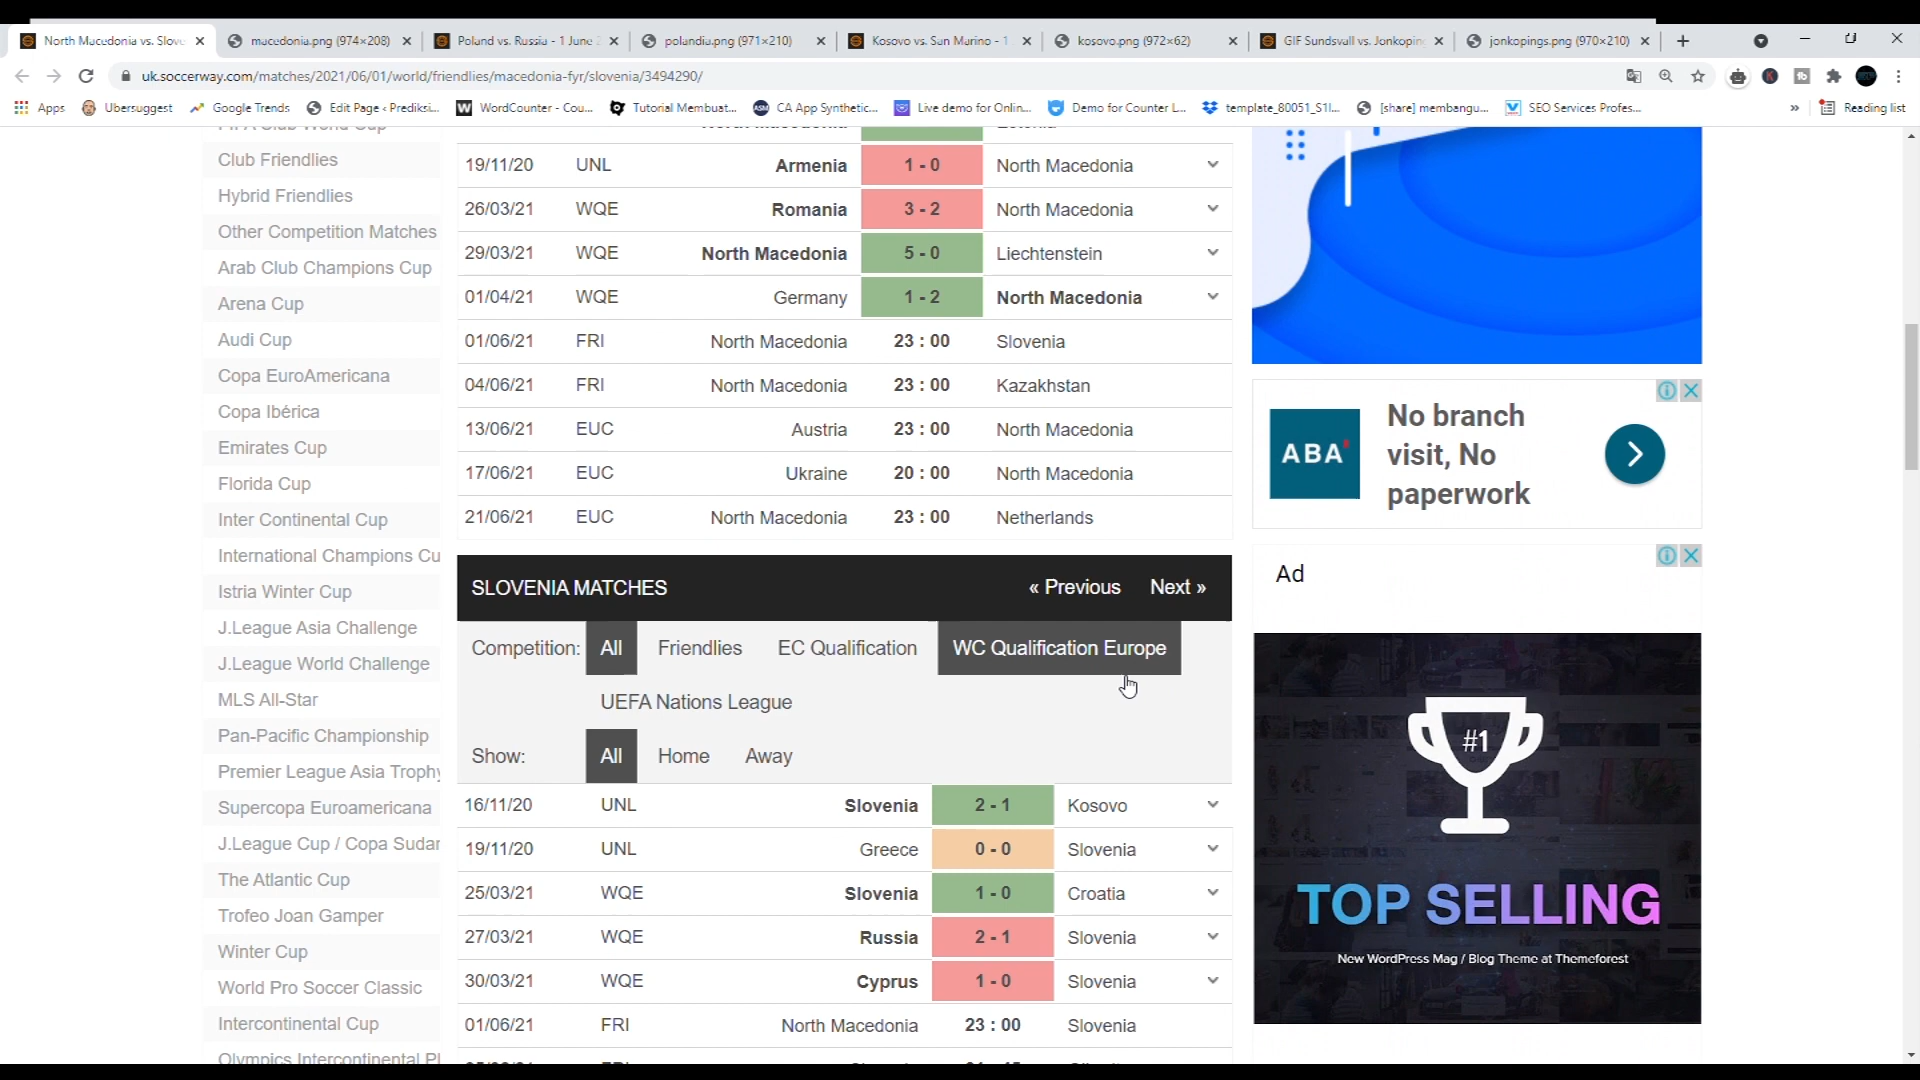 North Macedonia vs. Slove
macedonia.png (974×208)
Poland vs. Russia - 1 June 2
polandia.png (971×210)
Kosovo vs. San Marino - 1
kosovo.png (972×62)
GIF Sundsvall vs. Jonkoping
jonkopings.png (970×210)
uk.soccerway.com/matches/2021/06/01/world/friendlies/macedonia-fyr/slovenia/3494290/
Apps
Ubersuggest
Google Trends
Edit Page ‹ Prediksi...
WordCounter - Cou...
Tutorial Membuat...
CA App Synthetic...
Live demo for Onlin...
Demo for Counter L...
template_80051_S1l...
[share] membangu...
SEO Services Profes...
»
Reading list
FIFA Club World Cup
Club Friendlies
Hybrid Friendlies
Other Competition Matches
Arab Club Champions Cup
Arena Cup
Audi Cup
Copa EuroAmericana
Copa Ibérica
Emirates Cup
Florida Cup
Inter Continental Cup
International Champions Cu
Istria Winter Cup
J.League Asia Challenge
J.League World Challenge
MLS All-Star
Pan-Pacific Championship
Premier League Asia Trophy
Supercopa Euroamericana
J.League Cup / Copa Sudar
The Atlantic Cup
Trofeo Joan Gamper
Winter Cup
World Pro Soccer Classic
Intercontinental Cup
Olympics Intercontinental Pl
North Macedonia Estonia
19/11/20 UNL Armenia 1 - 0 North Macedonia
26/03/21 WQE Romania 3 - 2 North Macedonia
29/03/21 WQE North Macedonia 5 - 0 Liechtenstein
01/04/21 WQE Germany 1 - 2 North Macedonia
01/06/21 FRI North Macedonia 23 : 00 Slovenia
04/06/21 FRI North Macedonia 23 : 00 Kazakhstan
13/06/21 EUC Austria 23 : 00 North Macedonia
17/06/21 EUC Ukraine 20 : 00 North Macedonia
21/06/21 EUC North Macedonia 23 : 00 Netherlands
SLOVENIA MATCHES « Previous Next »
Competition: All Friendlies EC Qualification WC Qualification Europe
UEFA Nations League
Show: All Home Away
16/11/20 UNL Slovenia 2 - 1 Kosovo
19/11/20 UNL Greece 0 - 0 Slovenia
25/03/21 WQE Slovenia 1 - 0 Croatia
27/03/21 WQE Russia 2 - 1 Slovenia
30/03/21 WQE Cyprus 1 - 0 Slovenia
01/06/21 FRI North Macedonia 23 : 00 Slovenia
ABA'
No branch
visit, No
paperwork
Ad
#1
TOP SELLING
New WordPress Mag / Blog Theme at Themeforest